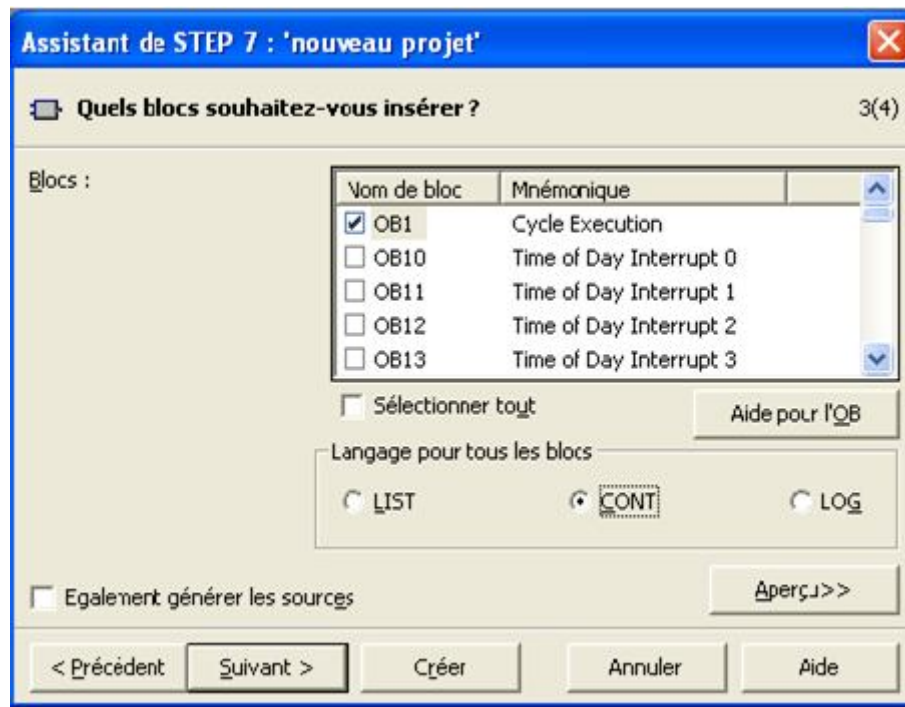 Assistant de STEP 7 : 'nouveau projet'
Quels blocs souhaitez-vous insérer ? 3(4)
Blocs :
Nom de bloc Mnémonique
OB1 Cycle Execution
OB10 Time of Day Interrupt 0
OB11 Time of Day Interrupt 1
OB12 Time of Day Interrupt 2
OB13 Time of Day Interrupt 3
Sélectionner tout
Aide pour l'OB
Langage pour tous les blocs
LIST CONT LOG
Egalement générer les sources
Aperçu>>
< Précédent Suivant > Créer Annuler Aide